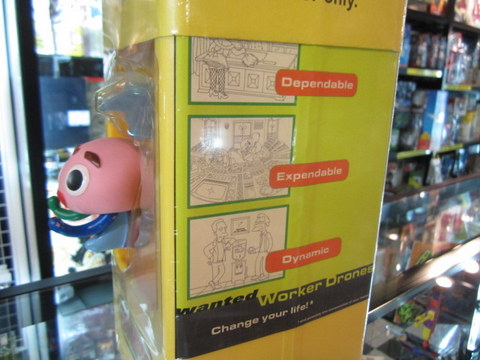 only.
Dependable
Expendable
Dynamic
Wanted Worker Drones
Change your life! *